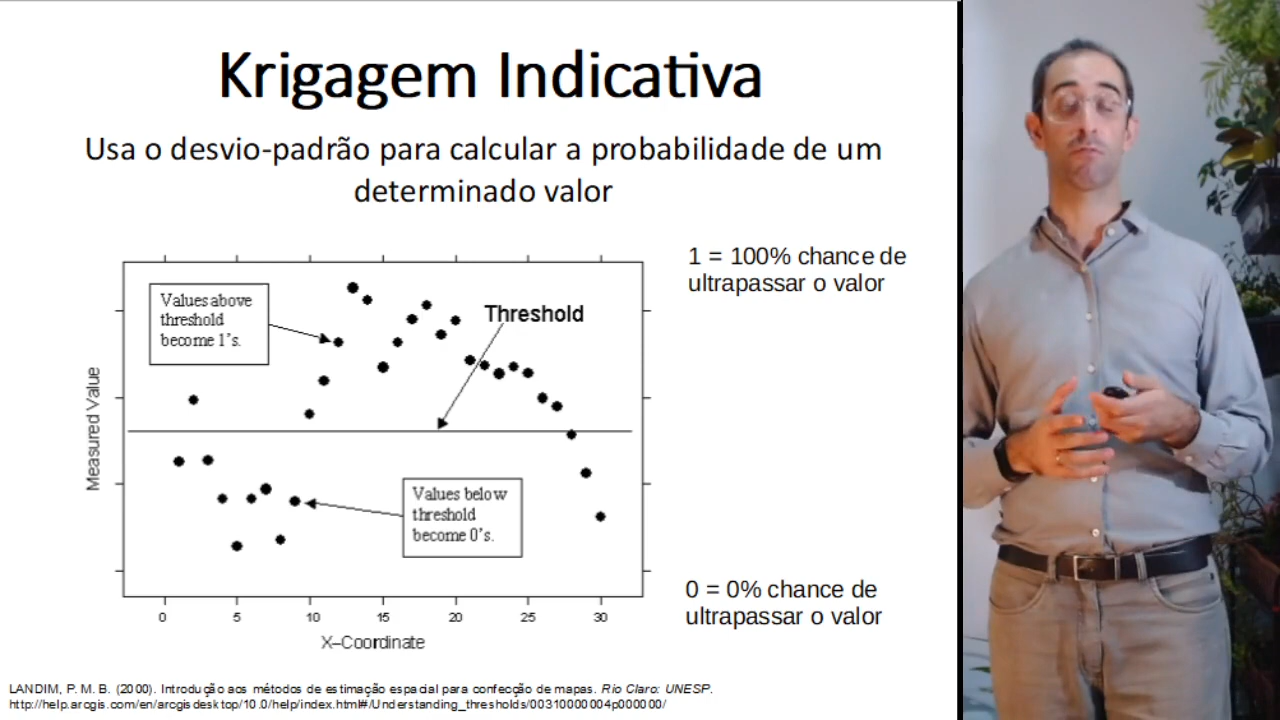 Krigagem Indicativa
Usa o desvio-padrão para calcular a probabilidade de um
determinado valor
1 = 100% chance de
ultrapassar o valor
Values above
threshold
become 1's.
Threshold
Measured Value
Values below
threshold
become 0's.
0 = 0% chance de
ultrapassar o valor
0 5 10 15 20 25 30
X–Coordinate
LANDIM, P. M. B. (2000). Introdução aos métodos de estimação espacial para confecção de mapas. Rio Claro: UNESP.
http://help.arcgis.com/en/arcgisdesktop/10.0/help/index.html#/Understanding_thresholds/00310000004p000000/